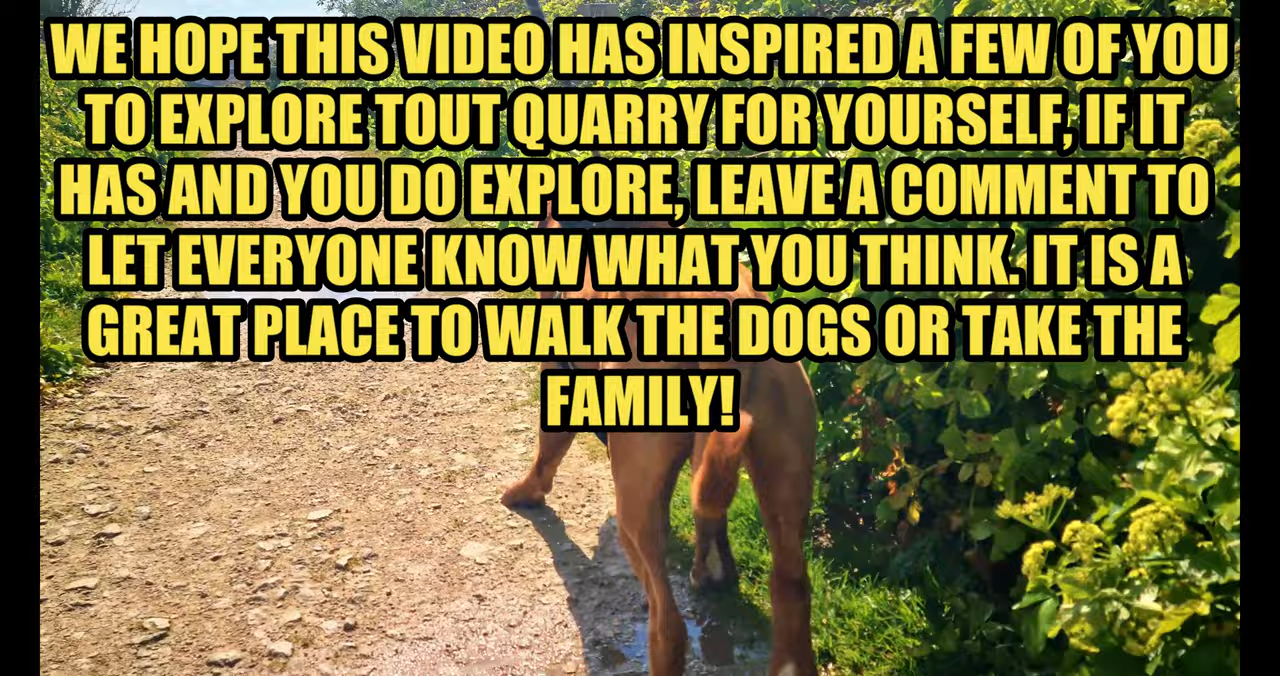 WE HOPE THIS VIDEO HAS INSPIRED A FEW OF YOU
TO EXPLORE TOUT QUARRY FOR YOURSELF, IF IT
HAS AND YOU DO EXPLORE, LEAVE A COMMENT TO
LET EVERYONE KNOW WHAT YOU THINK. IT IS A
GREAT PLACE TO WALK THE DOGS OR TAKE THE
FAMILY!